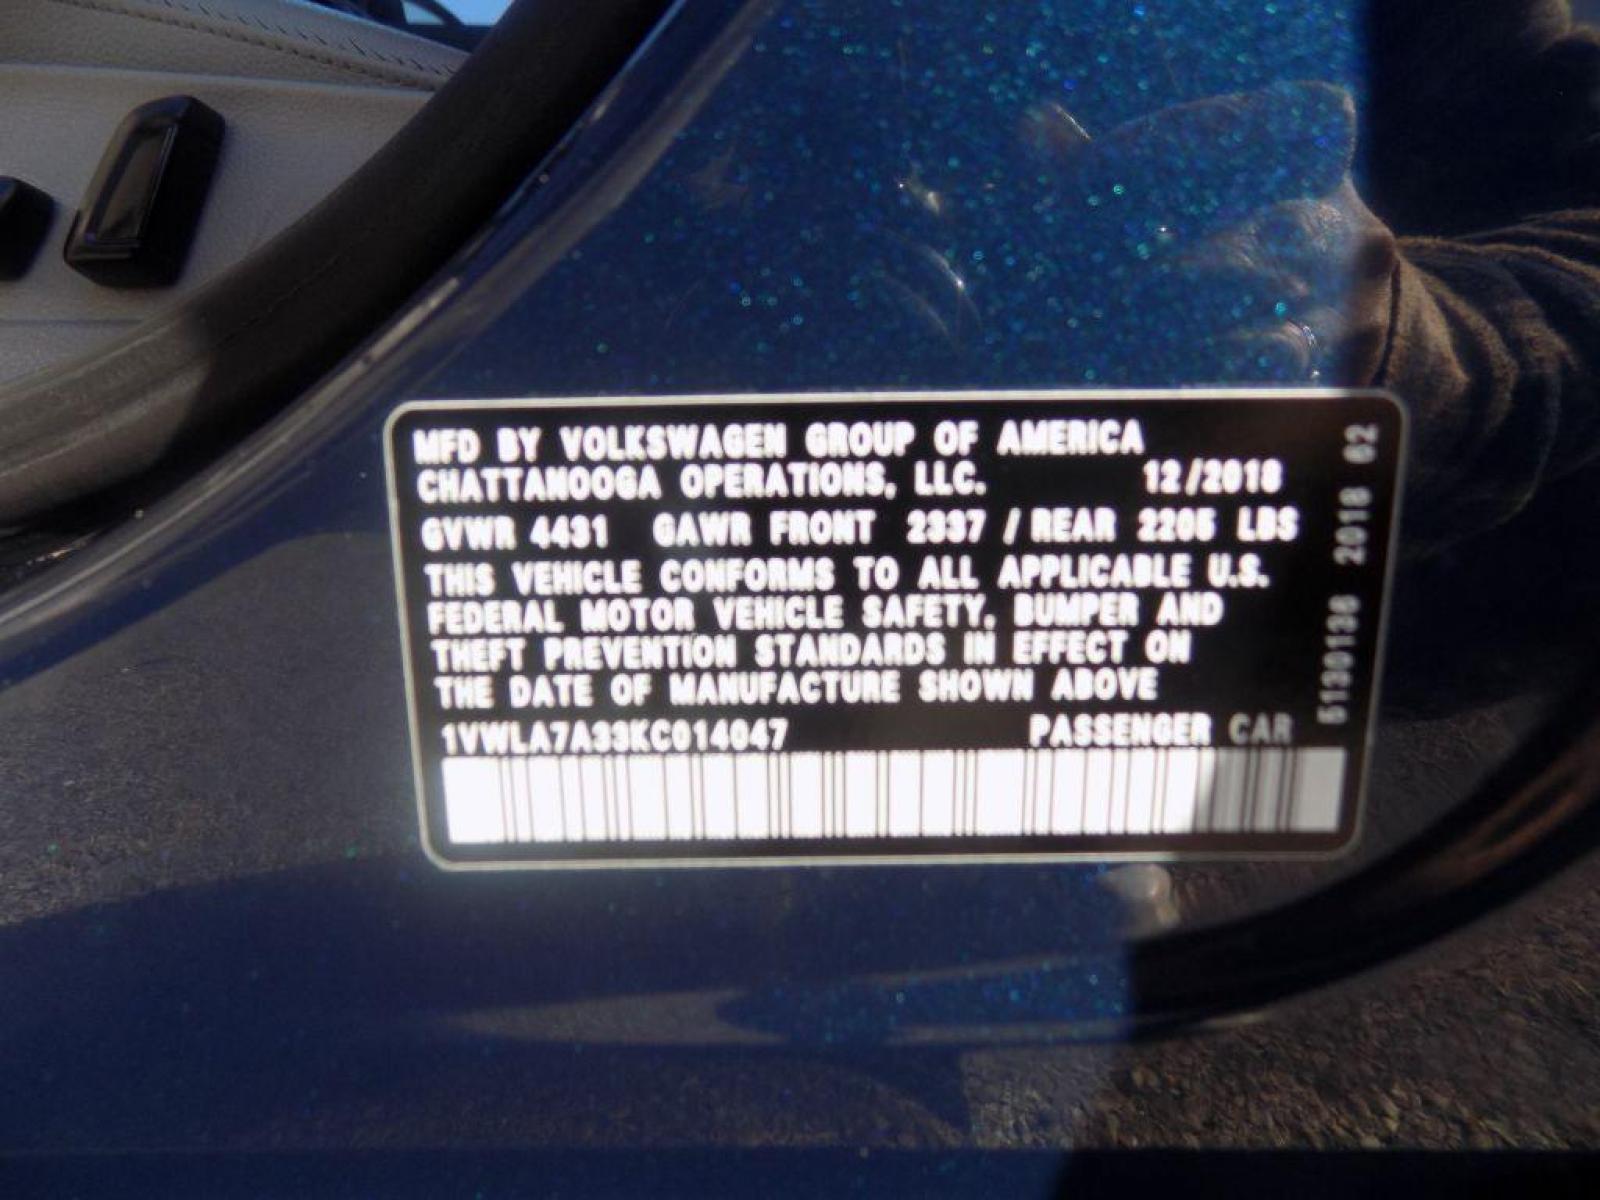 MFD BY VOLKSWAGEN GROUP OF AMERICA
CHATTANOOGA OPERATIONS, LLC. 12/2018
GVWR 4431 GAWR FRONT 2337 / REAR 2205 LBS
THIS VEHICLE CONFORMS TO ALL APPLICABLE U.S.
FEDERAL MOTOR VEHICLE SAFETY, BUMPER AND
THEFT PREVENTION STANDARDS IN EFFECT ON
THE DATE OF MANUFACTURE SHOWN ABOVE
1VWLA7A33KC014047 PASSENGER CAR
5130136 2018 62